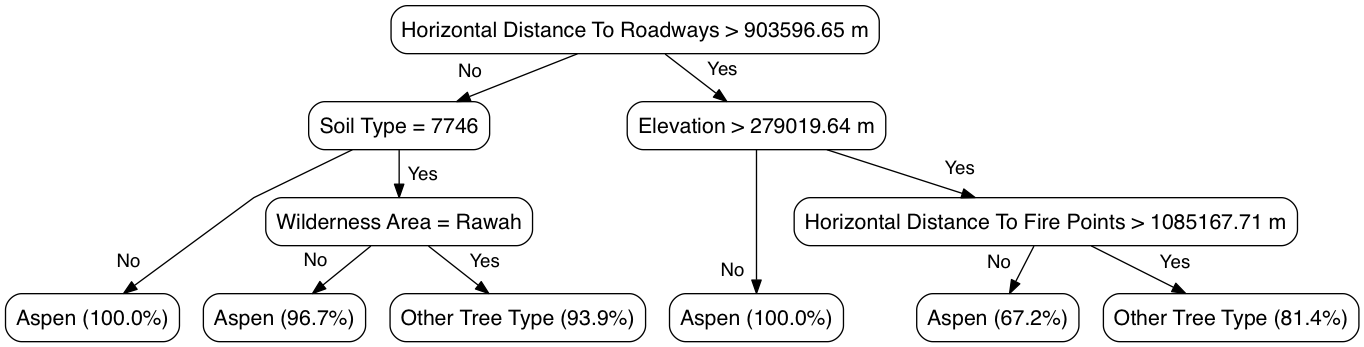 Horizontal Distance To Roadways > 903596.65 m
No
Yes
Soil Type = 7746
Elevation > 279019.64 m
Yes
Yes
Wilderness Area = Rawah
Horizontal Distance To Fire Points > 1085167.71 m
No
No
Yes
No
No
Yes
Aspen (100.0%)
Aspen (96.7%)
Other Tree Type (93.9%)
Aspen (100.0%)
Aspen (67.2%)
Other Tree Type (81.4%)